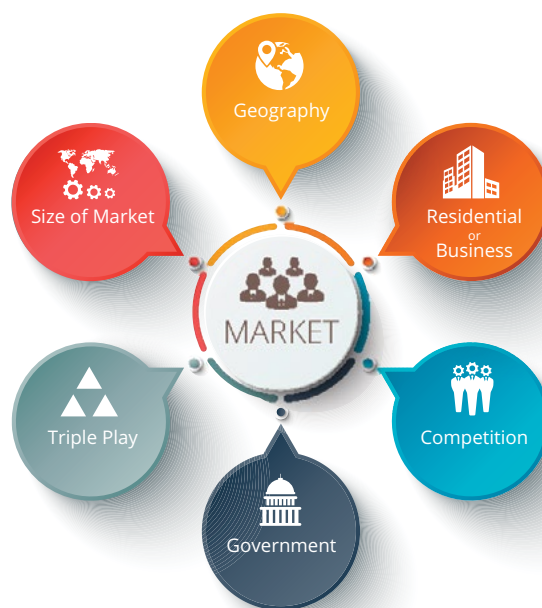 Geography
Size of Market
Residential
or
Business
MARKET
Triple Play
Competition
Government